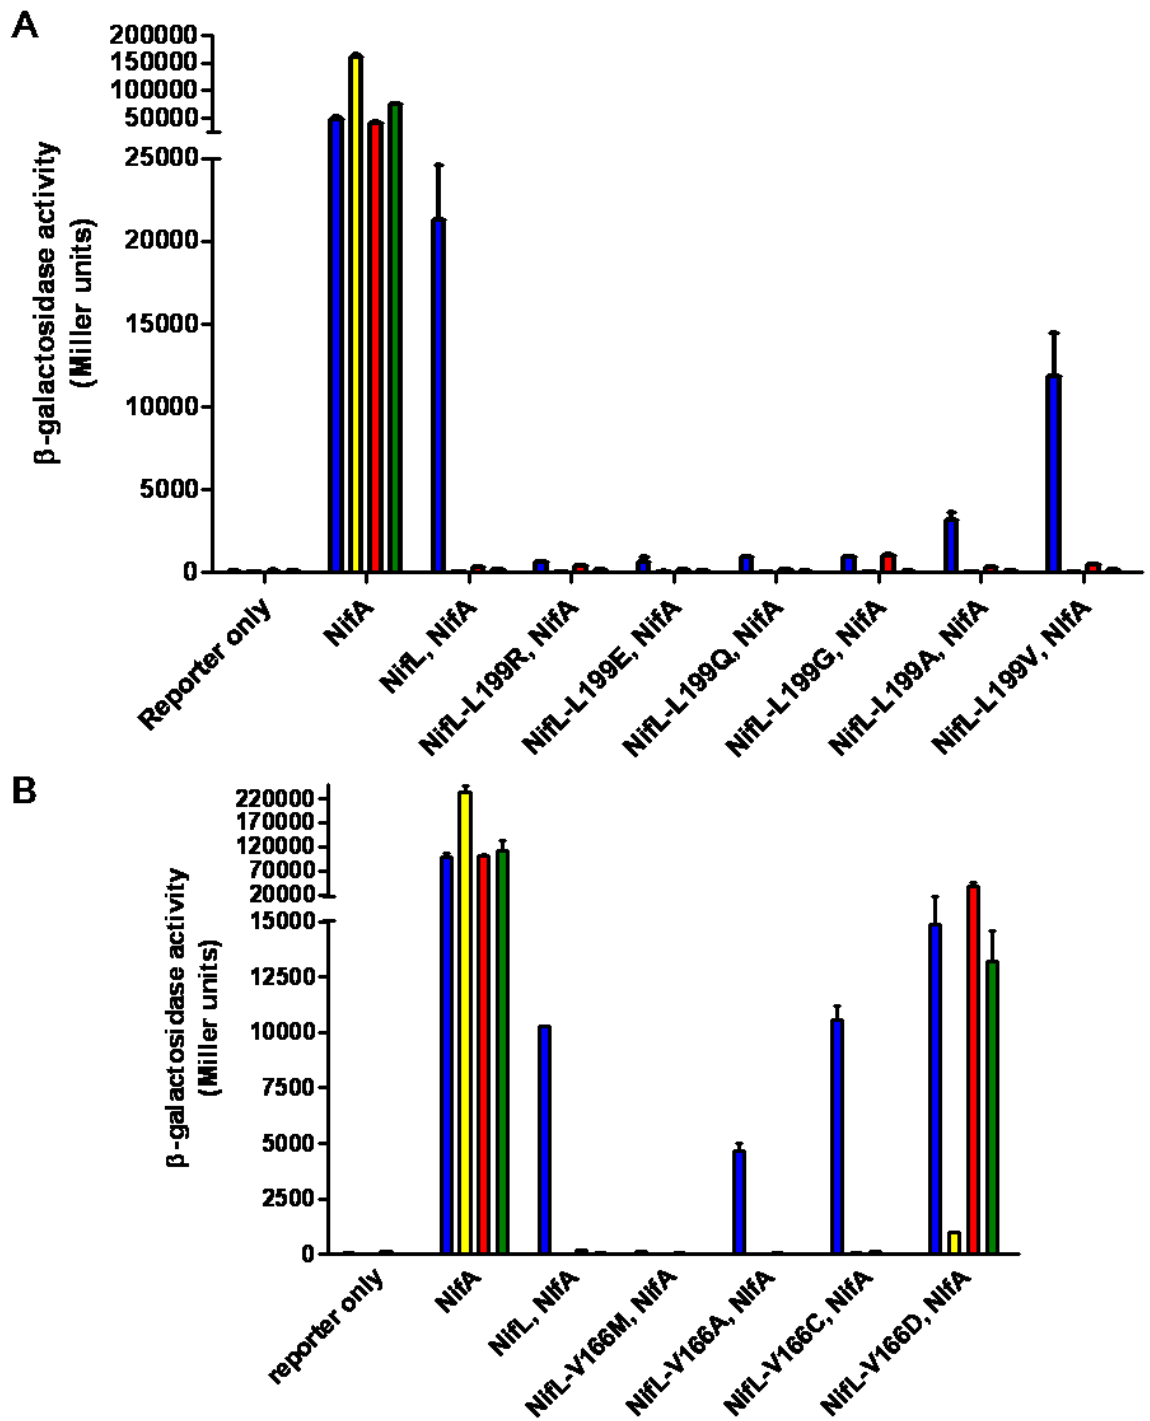 A
200000
150000
100000
50000
25000
20000
15000
10000
5000
0
β-galactosidase activity
(Miller units)
Reporter only
NifA
NifL, NifA
NifL-L199R, NifA
NifL-L199E, NifA
NifL-L199Q, NifA
NifL-L199G, NifA
NifL-L199A, NifA
NifL-L199V, NifA
B
220000
170000
120000
70000
20000
15000
12500
10000
7500
5000
2500
0
β-galactosidase activity
(Miller units)
reporter only
NifA
NifL, NifA
NifL-V166M, NifA
NifL-V166A, NifA
NifL-V166C, NifA
NifL-V166D, NifA